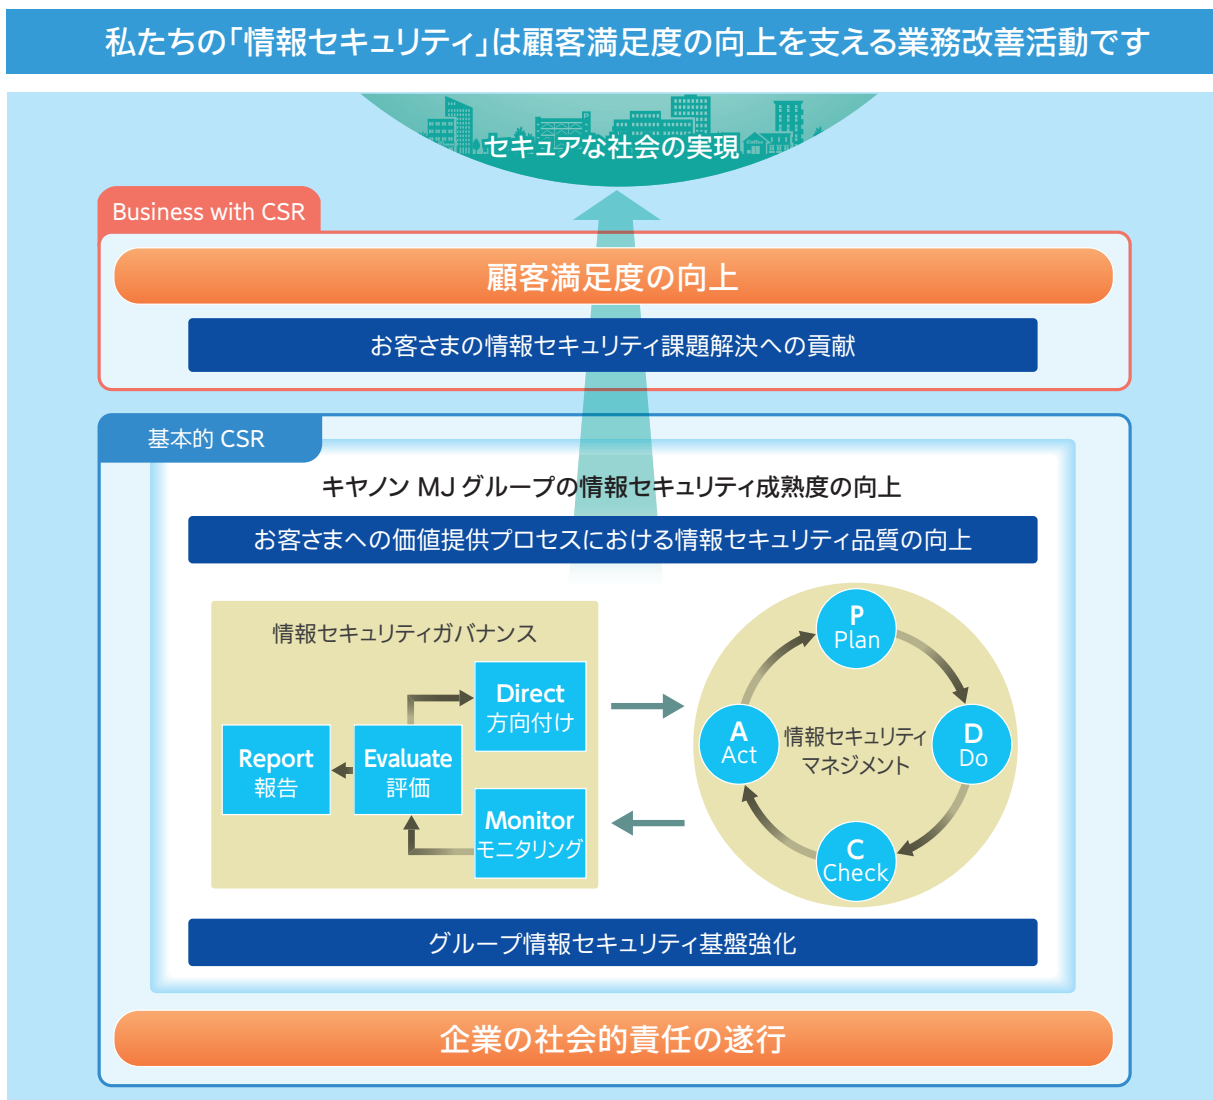 私たちの「情報セキュリティ」は顧客満足度の向上を支える業務改善活動です
セキュアな社会の実現
Business with CSR
顧客満足度の向上
お客さまの情報セキュリティ課題解決への貢献
基本的 CSR
キヤノン MJ グループの情報セキュリティ成熟度の向上
お客さまへの価値提供プロセスにおける情報セキュリティ品質の向上
情報セキュリティガバナンス
Direct
方向付け
Report
報告
Evaluate
評価
Monitor
モニタリング
P
Plan
A
Act
情報セキュリティ
マネジメント
D
Do
C
Check
グループ情報セキュリティ基盤強化
企業の社会的責任の遂行